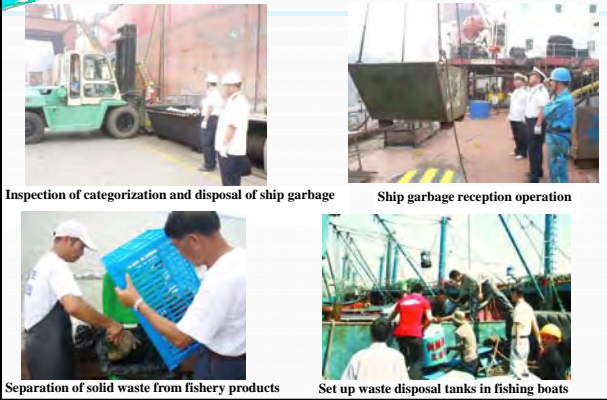 Inspection of categorization and disposal of ship garbage
Ship garbage reception operation
Separation of solid waste from fishery products
Set up waste disposal tanks in fishing boats